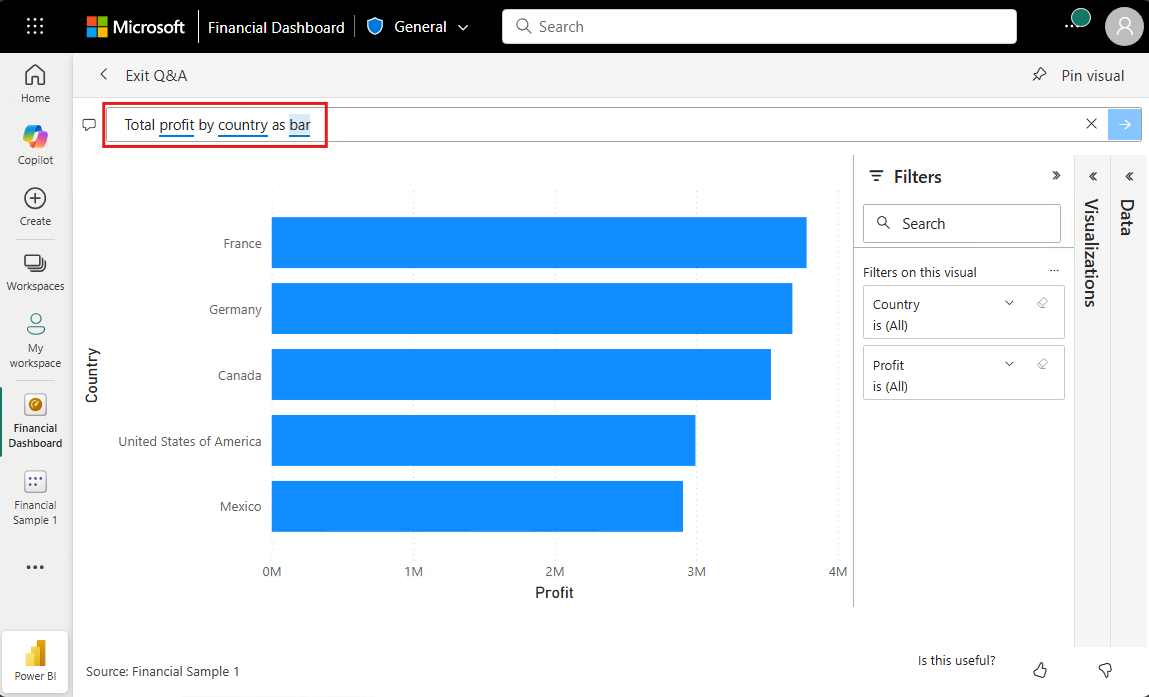 Microsoft
Financial Dashboard
General
Search
Home
Copilot
Create
Workspaces
My
workspace
Financial
Dashboard
Financial
Sample 1
Power BI
Exit Q&A
Pin visual
Total profit by country as bar
Country
France
Germany
Canada
United States of America
Mexico
0M 1M 2M 3M 4M
Profit
Filters
Search
Filters on this visual
Country
is (All)
Profit
is (All)
Visualizations
Data
Source: Financial Sample 1
Is this useful?